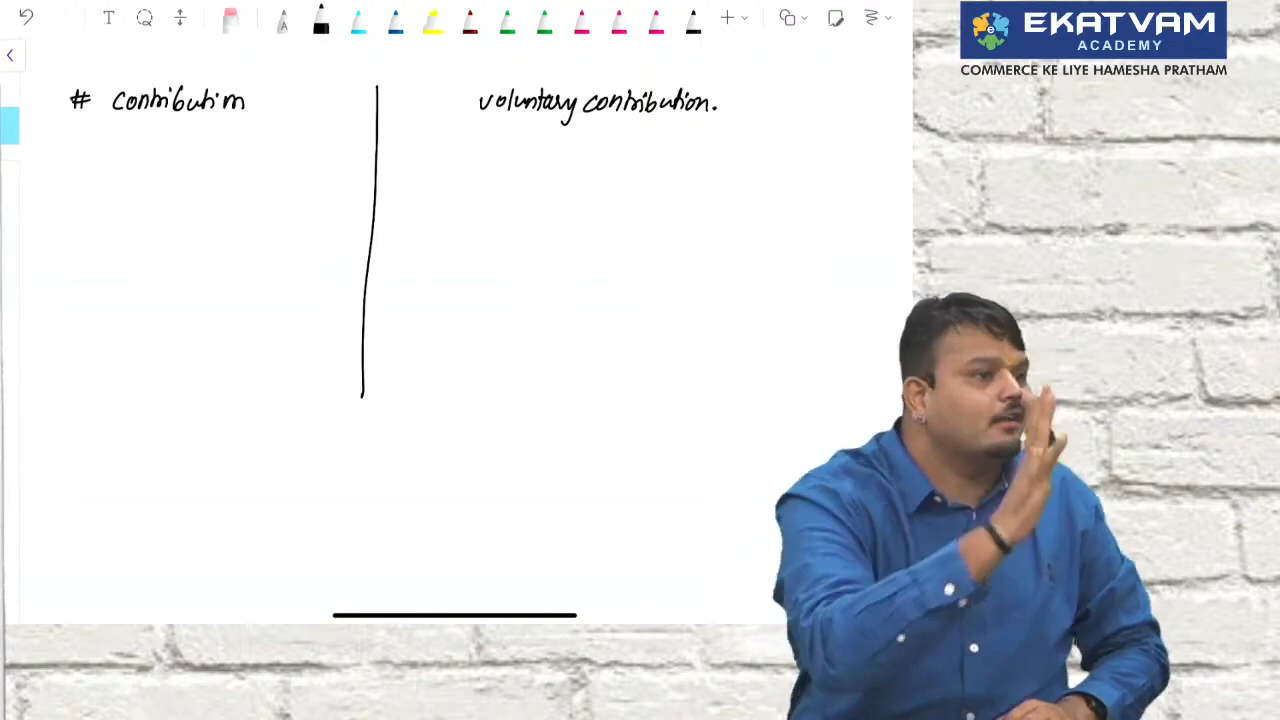 EKATVAM
ACADEMY
COMMERCE KE LIYE HAMESHA PRATHAM
# contribution
voluntary contribution.